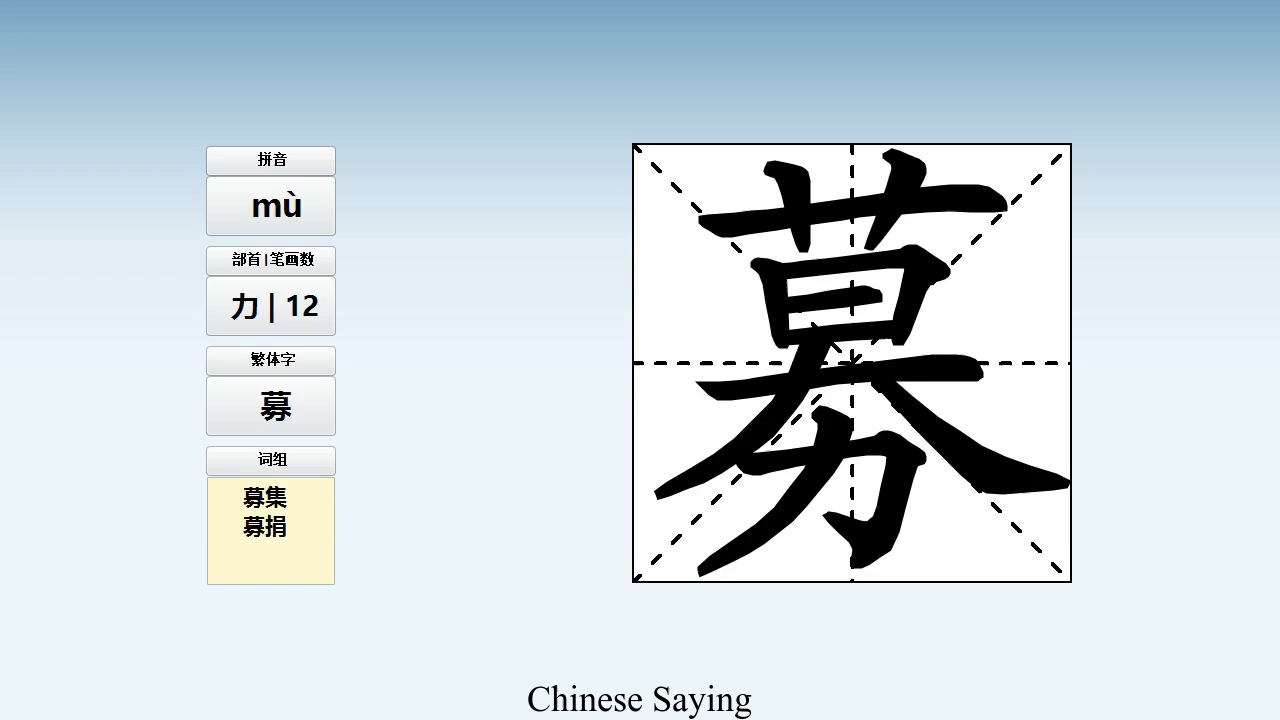 拼音
mù
部首|笔画数
力 | 12
繁体字
募
词组
募集
募捐
募
Chinese Saying